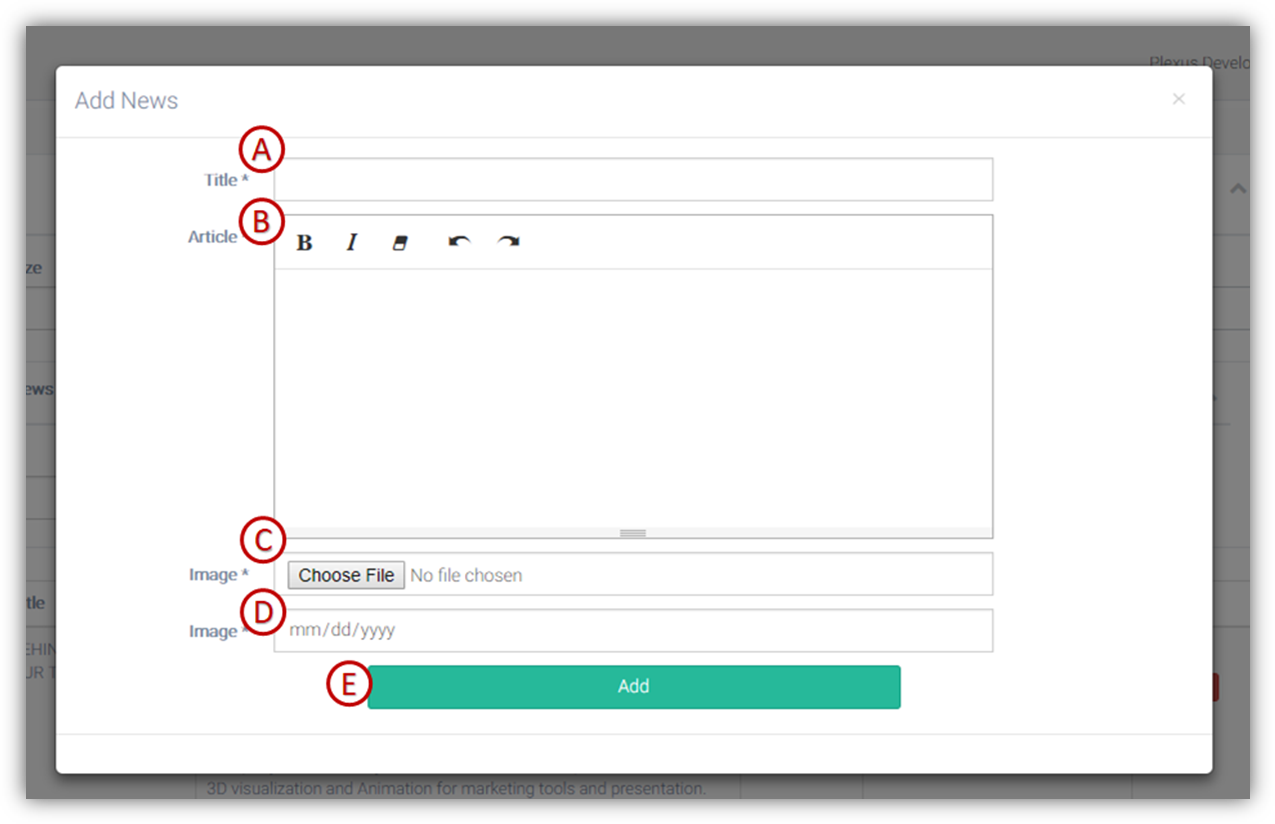 Plexus Develo
Add News ×
A
Title *
B
Article
B I
ze
ews
C
Image * Choose File No file chosen
D
tle
Image * mm/dd/yyyy
EHIN
UR T
E Add
3D visualization and Animation for marketing tools and presentation.